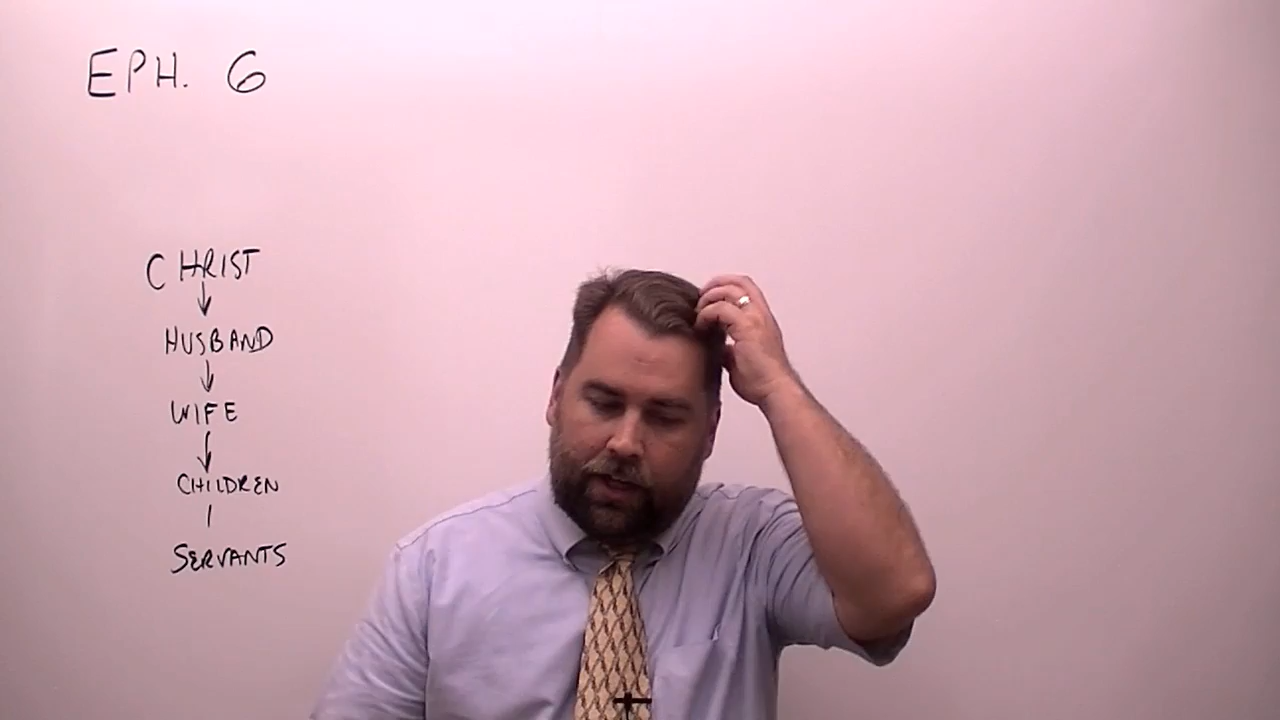 EPH. 6
CHRIST
HUSBAND
WIFE
CHILDREN
SERVANTS